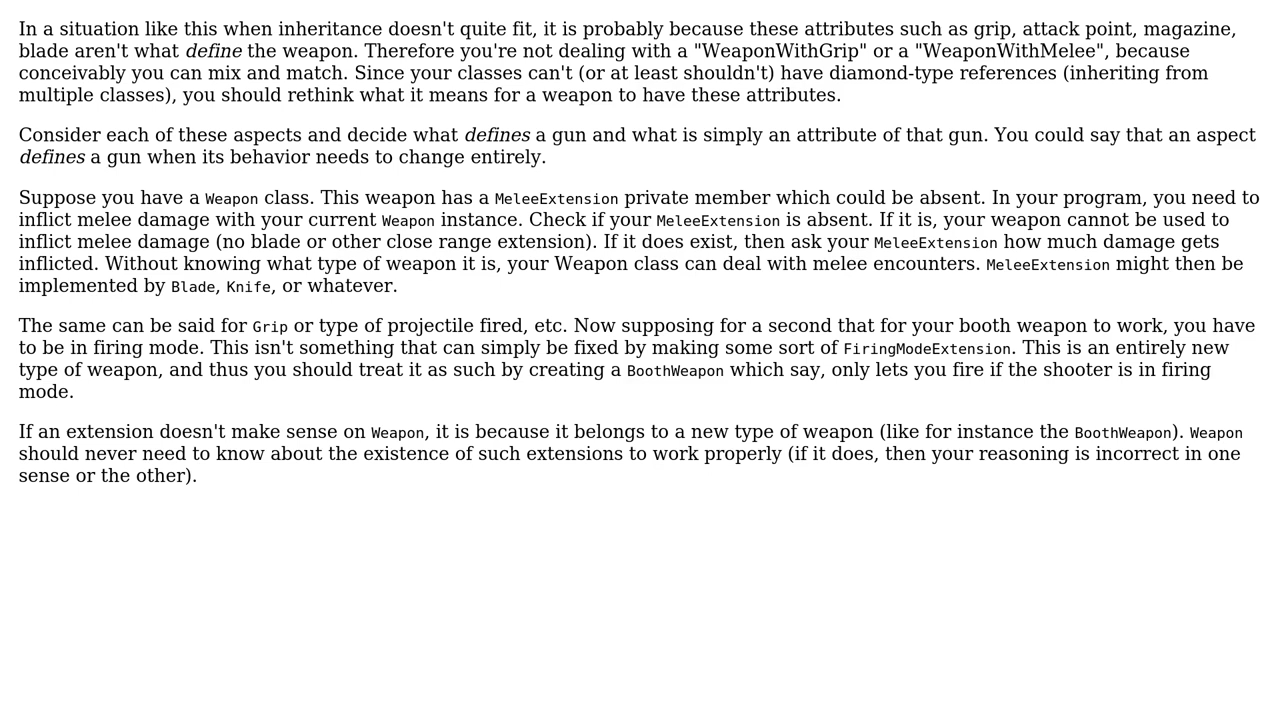 In a situation like this when inheritance doesn't quite fit, it is probably because these attributes such as grip, attack point, magazine,
blade aren't what define the weapon. Therefore you're not dealing with a "WeaponWithGrip" or a "WeaponWithMelee", because
conceivably you can mix and match. Since your classes can't (or at least shouldn't) have diamond-type references (inheriting from
multiple classes), you should rethink what it means for a weapon to have these attributes.
Consider each of these aspects and decide what defines a gun and what is simply an attribute of that gun. You could say that an aspect
defines a gun when its behavior needs to change entirely.
Suppose you have a Weapon class. This weapon has a MeleeExtension private member which could be absent. In your program, you need to
inflict melee damage with your current Weapon instance. Check if your MeleeExtension is absent. If it is, your weapon cannot be used to
inflict melee damage (no blade or other close range extension). If it does exist, then ask your MeleeExtension how much damage gets
inflicted. Without knowing what type of weapon it is, your Weapon class can deal with melee encounters. MeleeExtension might then be
implemented by Blade, Knife, or whatever.
The same can be said for Grip or type of projectile fired, etc. Now supposing for a second that for your booth weapon to work, you have
to be in firing mode. This isn't something that can simply be fixed by making some sort of FiringModeExtension. This is an entirely new
type of weapon, and thus you should treat it as such by creating a BoothWeapon which say, only lets you fire if the shooter is in firing
mode.
If an extension doesn't make sense on Weapon, it is because it belongs to a new type of weapon (like for instance the BoothWeapon). Weapon
should never need to know about the existence of such extensions to work properly (if it does, then your reasoning is incorrect in one
sense or the other).